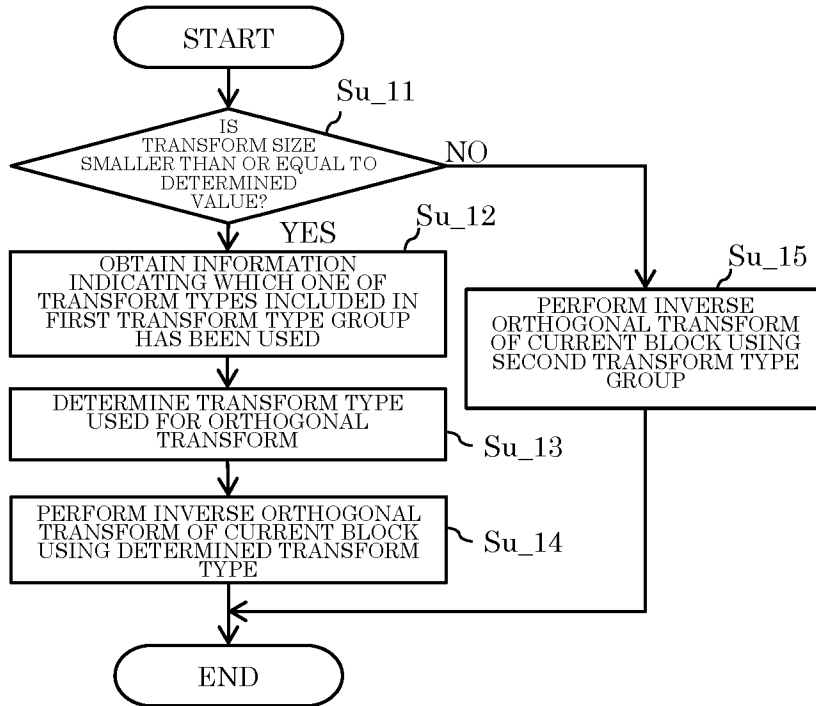 START
Su_11
IS
TRANSFORM SIZE
SMALLER THAN OR EQUAL TO
DETERMINED
VALUE?
NO
YES
Su_12
OBTAIN INFORMATION
INDICATING WHICH ONE OF
TRANSFORM TYPES INCLUDED IN
FIRST TRANSFORM TYPE GROUP
HAS BEEN USED
Su_15
PERFORM INVERSE
ORTHOGONAL TRANSFORM
OF CURRENT BLOCK USING
SECOND TRANSFORM TYPE
GROUP
DETERMINE TRANSFORM TYPE
USED FOR ORTHOGONAL
TRANSFORM
Su_13
PERFORM INVERSE ORTHOGONAL
TRANSFORM OF CURRENT BLOCK
USING DETERMINED TRANSFORM
TYPE
Su_14
END